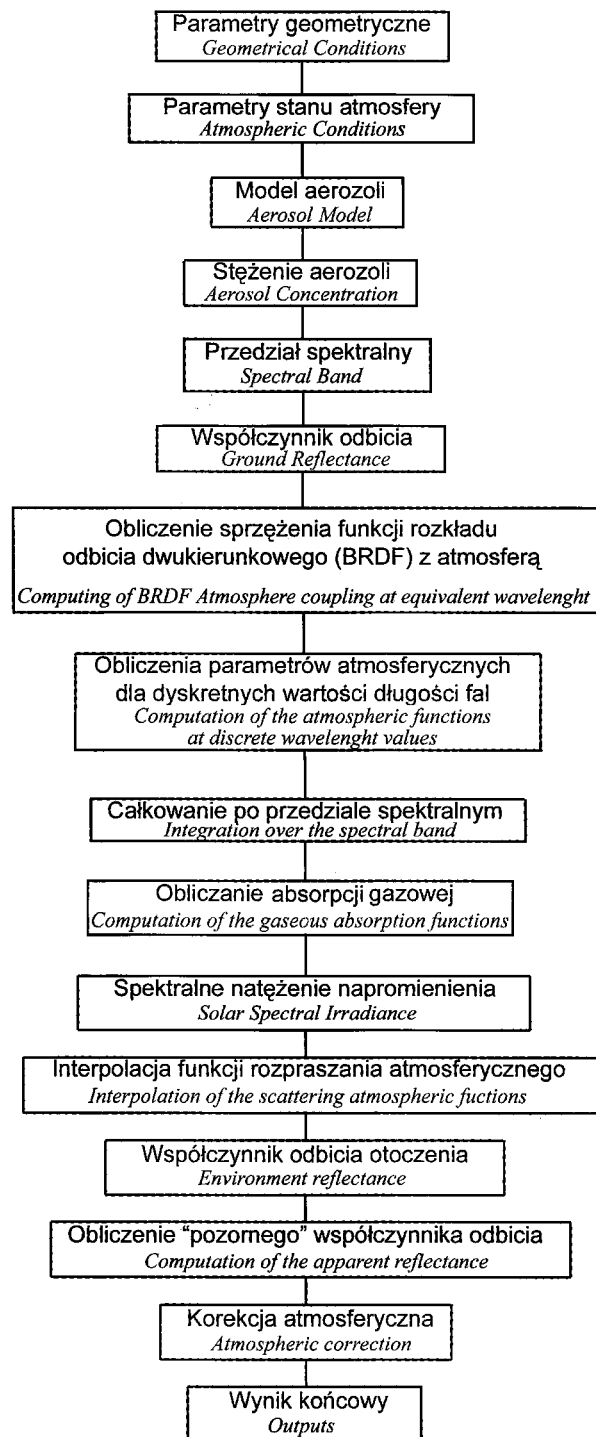 Parametry geometryczne
Geometrical Conditions
Parametry stanu atmosfery
Atmospheric Conditions
Model aerozoli
Aerosol Model
Stężenie aerozoli
Aerosol Concentration
Przedział spektralny
Spectral Band
Współczynnik odbicia
Ground Reflectance
Obliczenie sprzężenia funkcji rozkładu
odbicia dwukierunkowego (BRDF) z atmosferą
Computing of BRDF Atmosphere coupling at equivalent wavelenght
Obliczenia parametrów atmosferycznych
dla dyskretnych wartości długości fal
Computation of the atmospheric functions
at discrete wavelenght values
Całkowanie po przedziale spektralnym
Integration over the spectral band
Obliczanie absorpcji gazowej
Computation of the gaseous absorption functions
Spektralne natężenie napromienienia
Solar Spectral Irradiance
Interpolacja funkcji rozpraszania atmosferycznego
Interpolation of the scattering atmospheric fuctions
Współczynnik odbicia otoczenia
Environment reflectance
Obliczenie "pozornego" współczynnika odbicia
Computation of the apparent reflectance
Korekcja atmosferyczna
Atmospheric correction
Wynik końcowy
Outputs